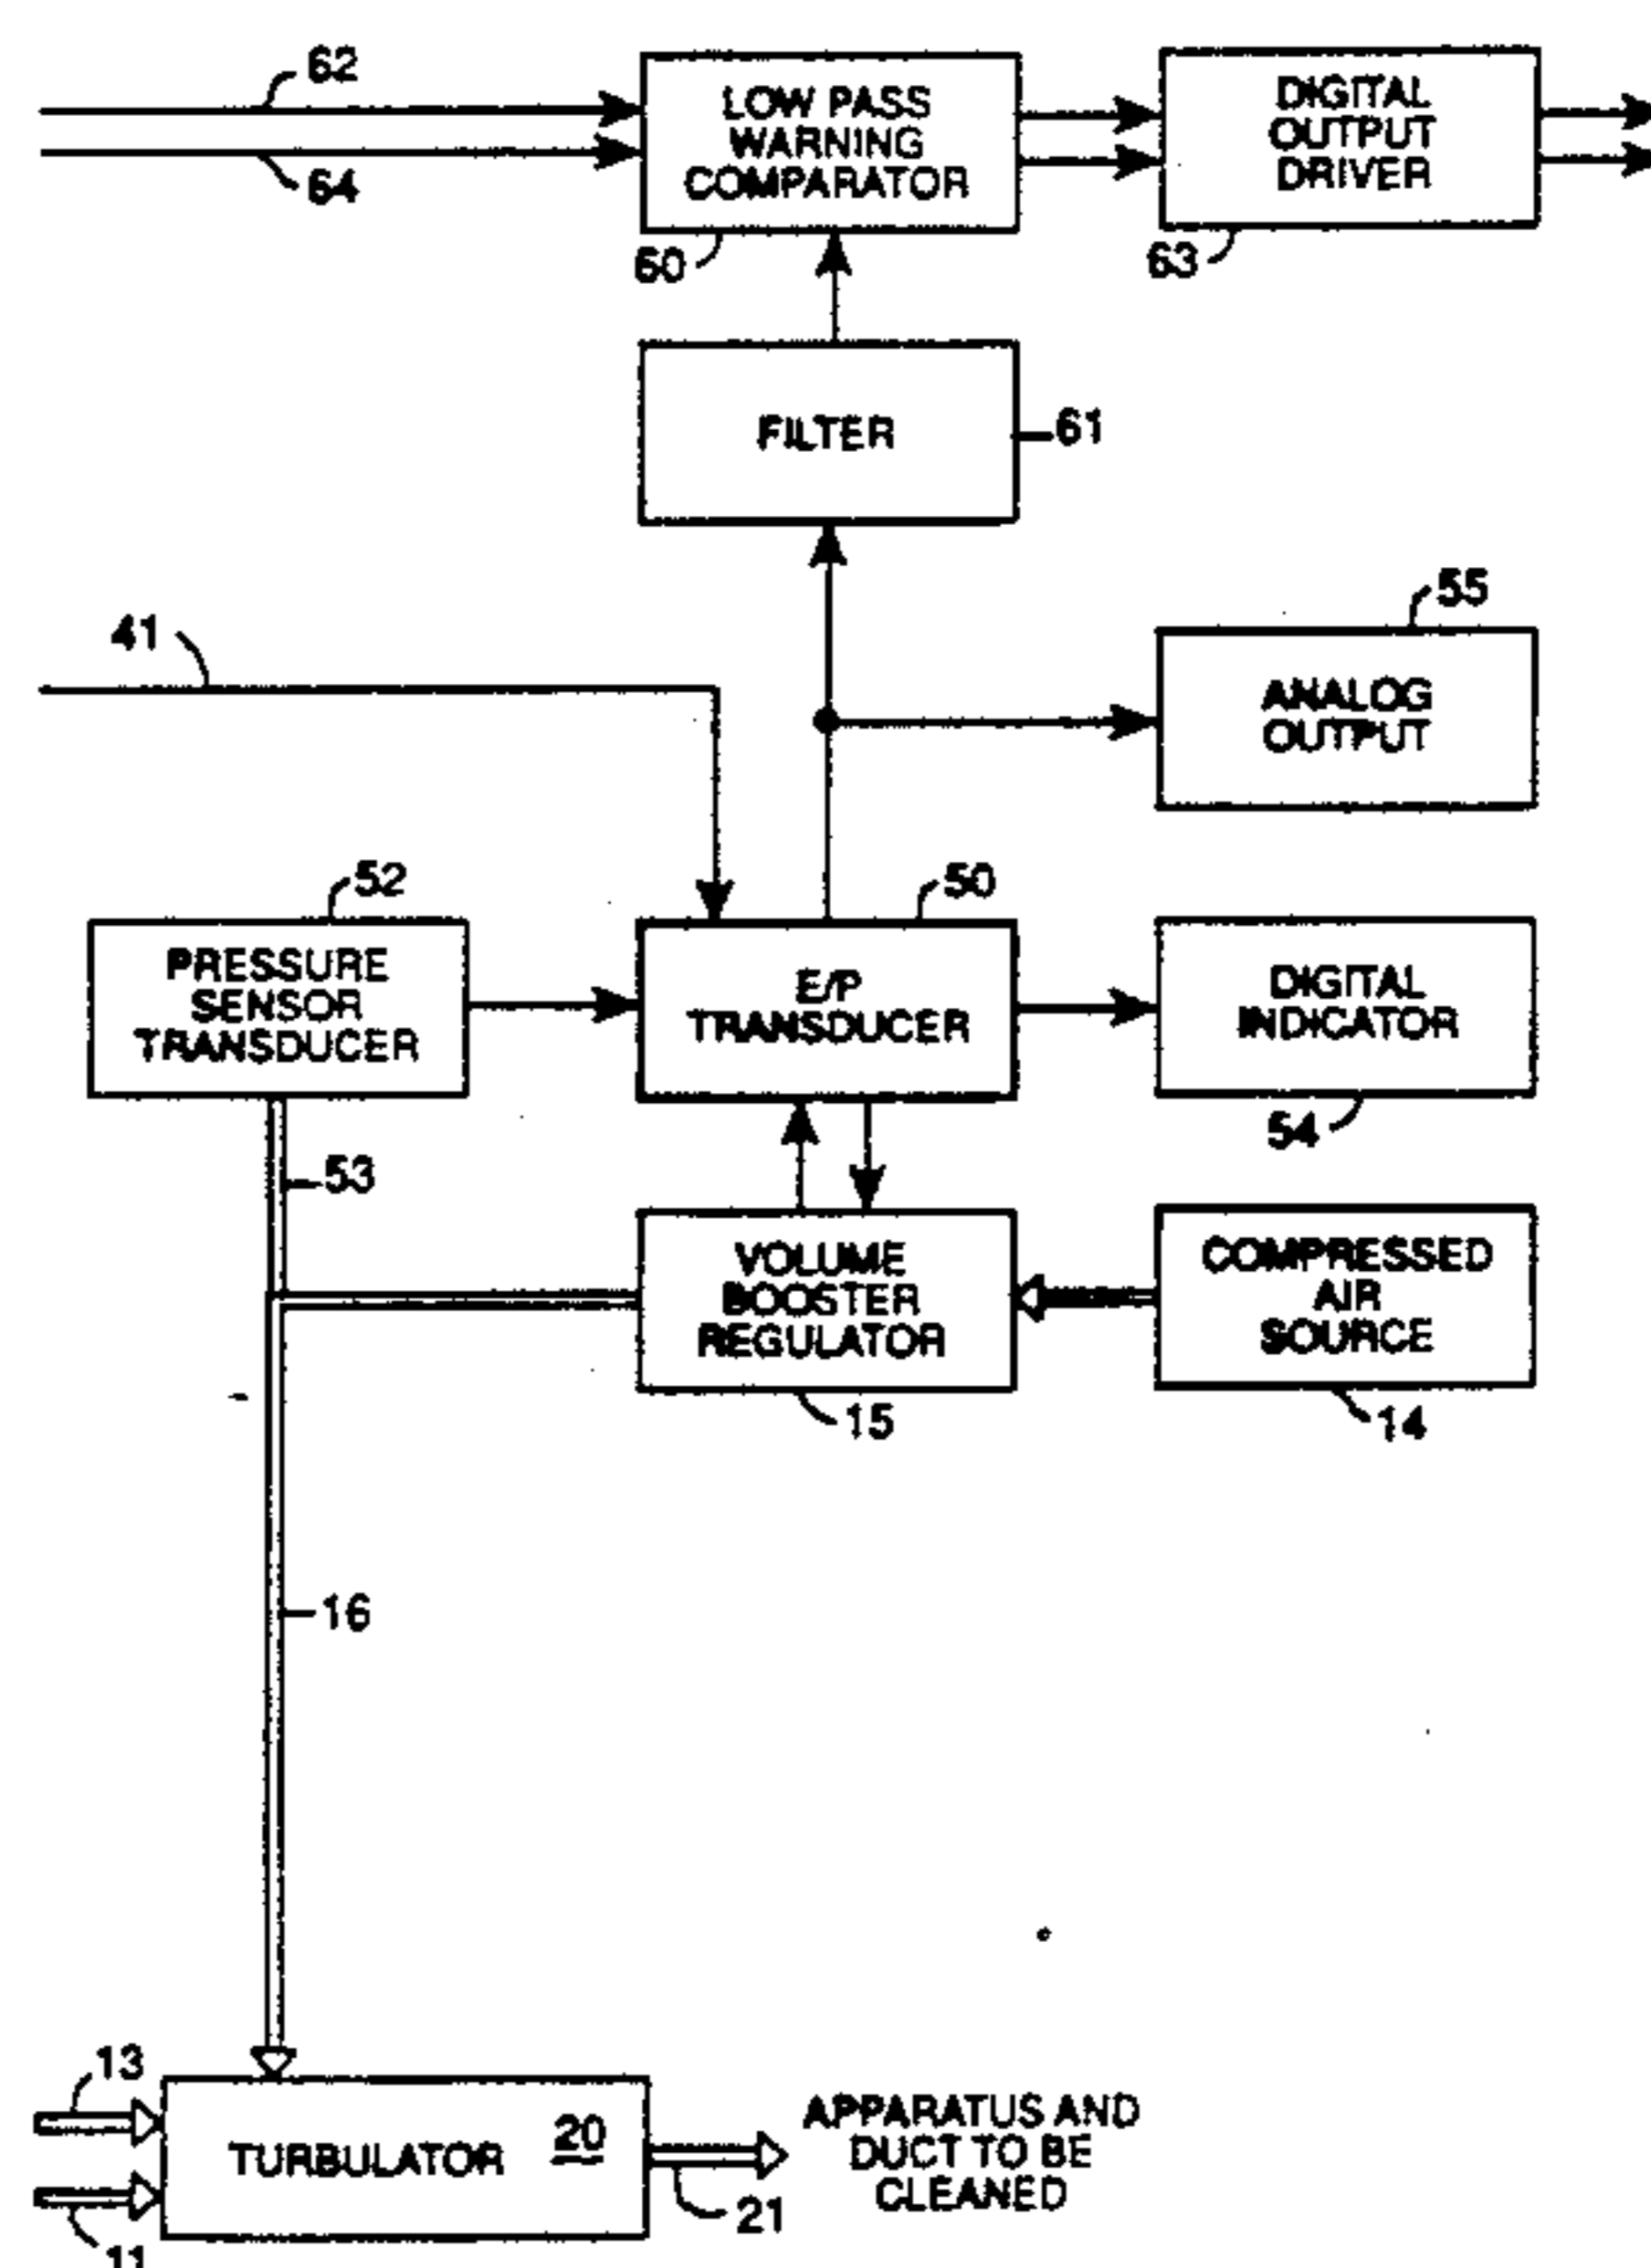 62
LOW PASS
WARNING
COMPARATOR
DIGITAL
OUTPUT
DRIVER
64
60
63
FILTER
61
55
41
ANALOG
OUTPUT
52
50
PRESSURE
SENSOR
TRANSDUCER
E/P
TRANSDUCER
DIGITAL
INDICATOR
54
53
VOLUME
BOOSTER
REGULATOR
COMPRESSED
AIR
SOURCE
15
14
16
13
TURBULATOR 20
APPARATUS AND
DUCT TO BE
CLEANED
21
11